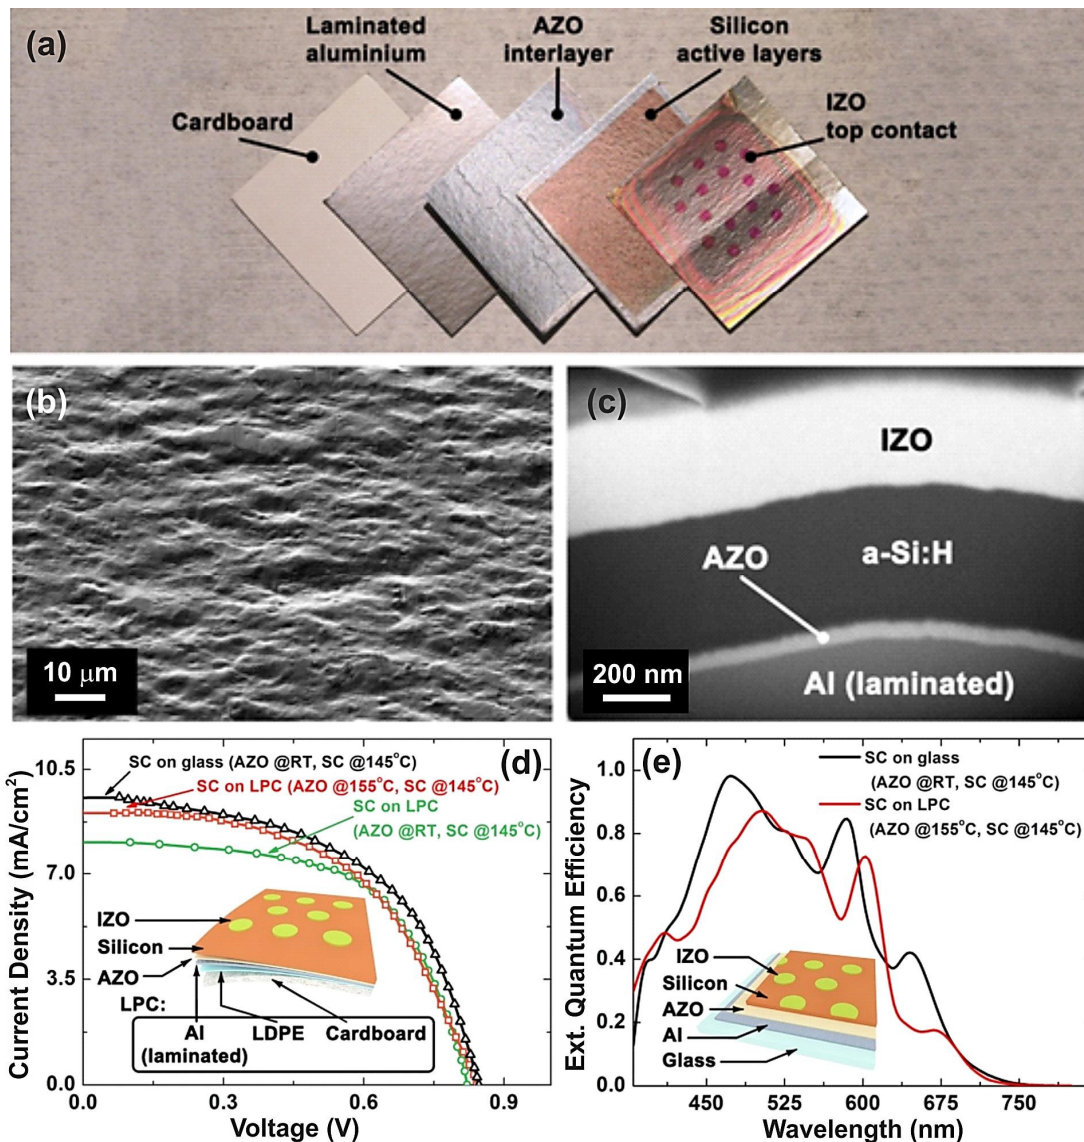 (a)
Laminated
aluminium
AZO
interlayer
Silicon
active layers
Cardboard
IZO
top contact
(b)
10 μm
(c)
IZO
AZO
a-Si:H
200 nm
Al (laminated)
(d)
Current Density (mA/cm²)
10.5
7.0
3.5
0.0
SC on glass (AZO @RT, SC @145°C)
SC on LPC (AZO @155°C, SC @145°C)
SC on LPC
(AZO @RT, SC @145°C)
IZO
Silicon
AZO
LPC:
Al
(laminated)
LDPE
Cardboard
0.0
0.2
0.4
0.6
0.9
Voltage (V)
(e)
Ext. Quantum Efficiency
1.0
0.8
0.6
0.4
0.2
0.0
SC on glass
(AZO @RT, SC @145°C)
SC on LPC
(AZO @155°C, SC @145°C)
IZO
Silicon
AZO
Al
Glass
450
525
600
675
750
Wavelength (nm)